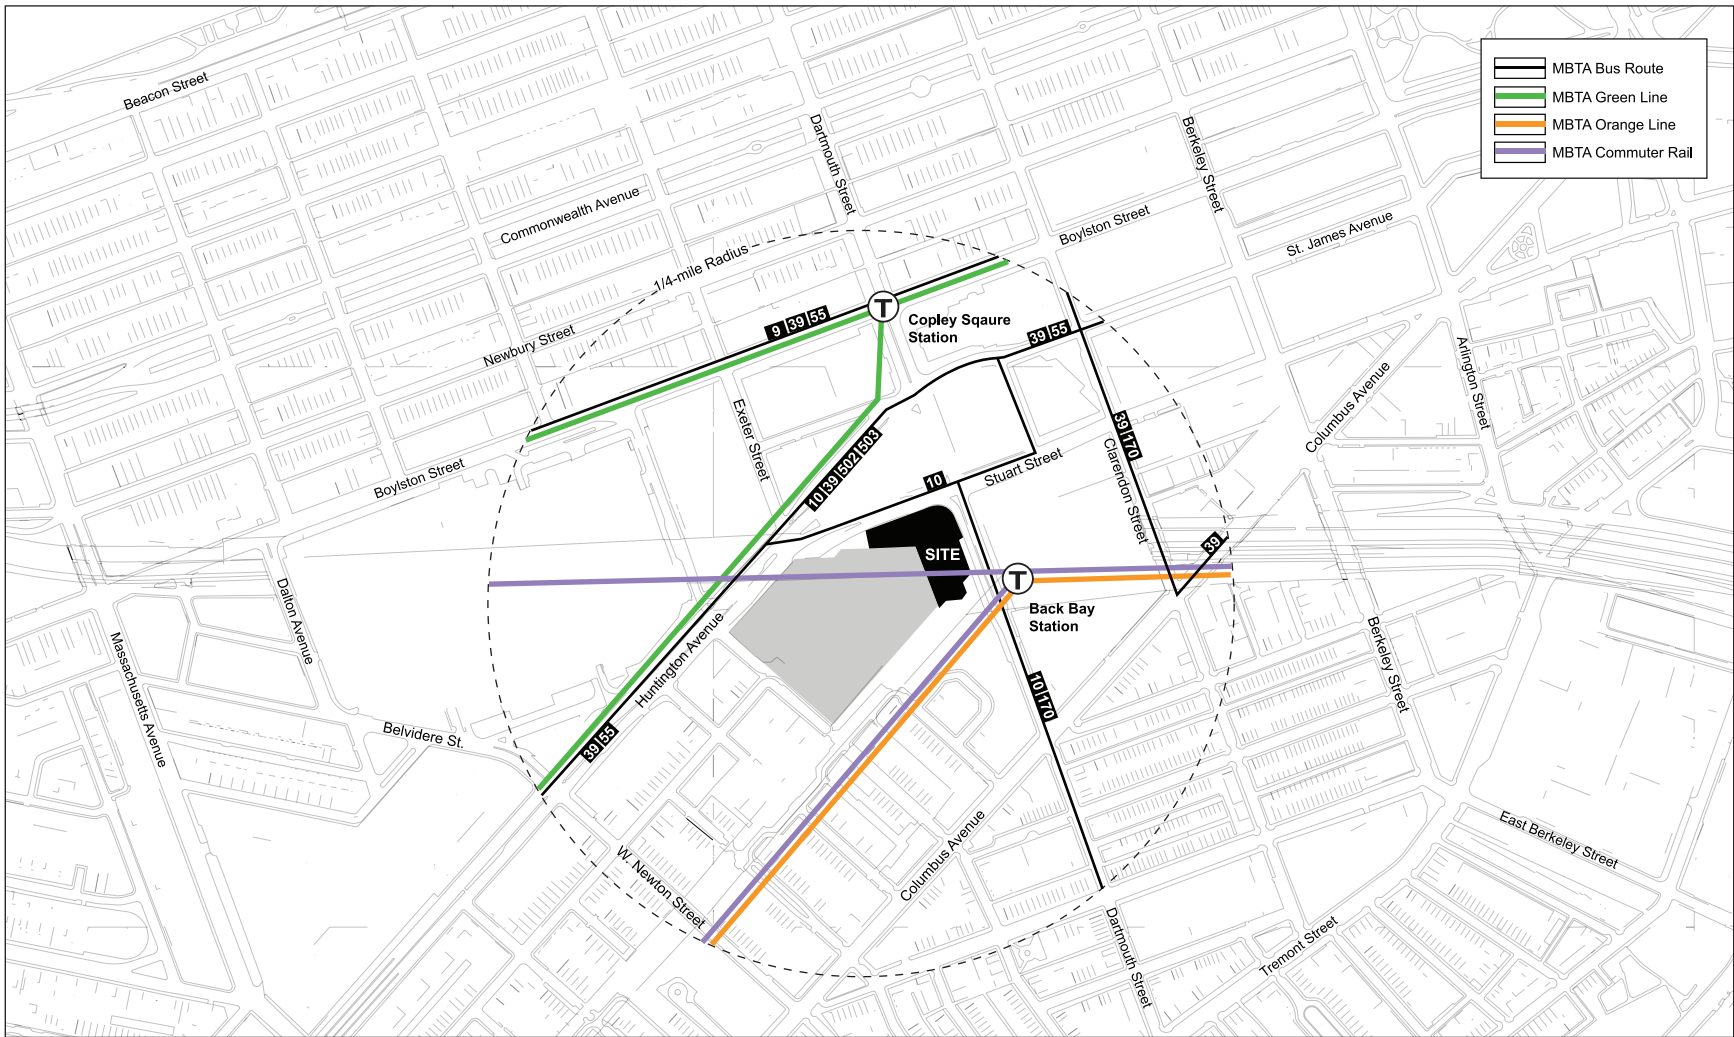 MBTA Bus Route
MBTA Green Line
MBTA Orange Line
MBTA Commuter Rail
Beacon Street
Dartmouth Street
Berkeley Street
Commonwealth Avenue
Boylston Street
St. James Avenue
1/4-mile Radius
T
Copley Sqaure
Station
9 39 55
39 55
Newbury Street
Arlington Street
Columbus Avenue
Exeter Street
39 170
Clarendon Street
10 39 502 503
Boylston Street
10
Stuart Street
SITE
39
T
Back Bay
Station
Dalton Avenue
Massachusetts Avenue
Huntington Avenue
Berkeley Street
10 170
39 55
Belvidere St.
W. Newton Street
Columbus Avenue
East Berkeley Street
Dartmouth Street
Tremont Street